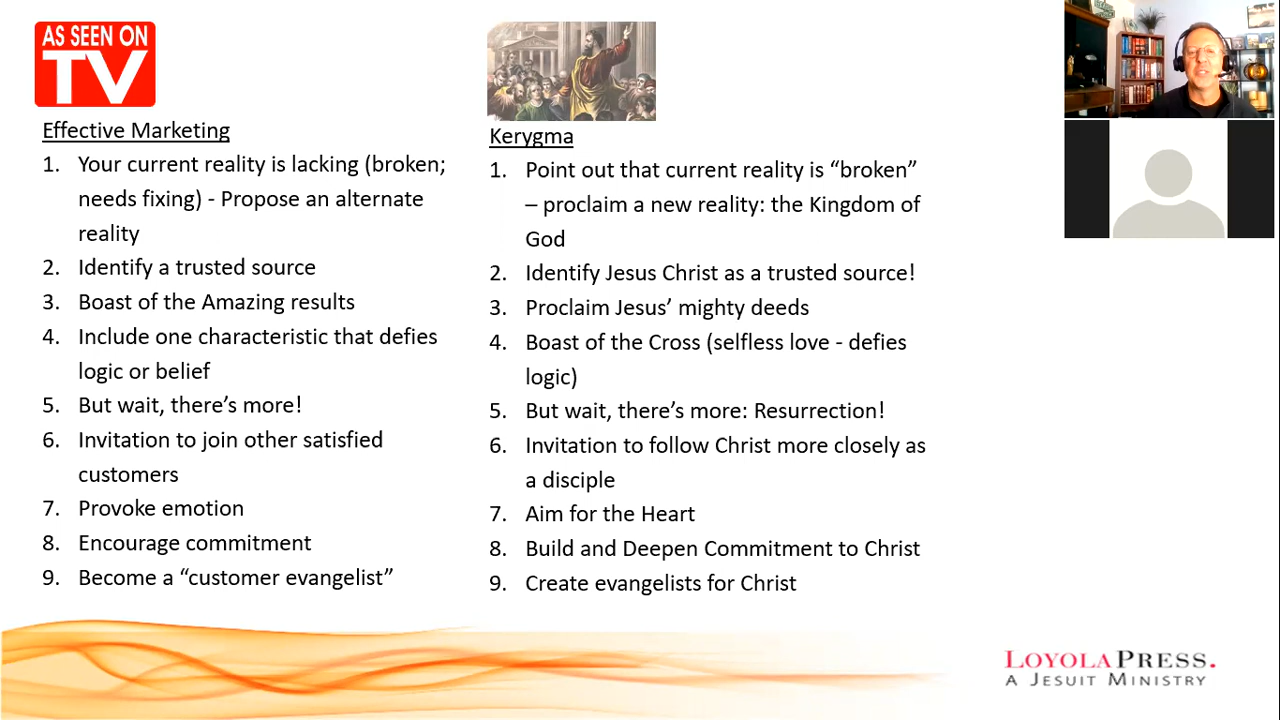 AS SEEN ON
TV
Effective Marketing
1. Your current reality is lacking (broken;
needs fixing) - Propose an alternate
reality
2. Identify a trusted source
3. Boast of the Amazing results
4. Include one characteristic that defies
logic or belief
5. But wait, there’s more!
6. Invitation to join other satisfied
customers
7. Provoke emotion
8. Encourage commitment
9. Become a “customer evangelist”
Kerygma
1. Point out that current reality is “broken”
– proclaim a new reality: the Kingdom of
God
2. Identify Jesus Christ as a trusted source!
3. Proclaim Jesus’ mighty deeds
4. Boast of the Cross (selfless love - defies
logic)
5. But wait, there’s more: Resurrection!
6. Invitation to follow Christ more closely as
a disciple
7. Aim for the Heart
8. Build and Deepen Commitment to Christ
9. Create evangelists for Christ
LOYOLA PRESS.
A JESUIT MINISTRY